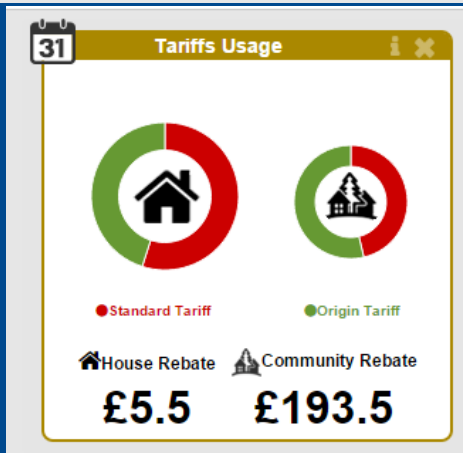 31
Tariffs Usage
Standard Tariff
Origin Tariff
House Rebate
Community Rebate
£5.5
£193.5